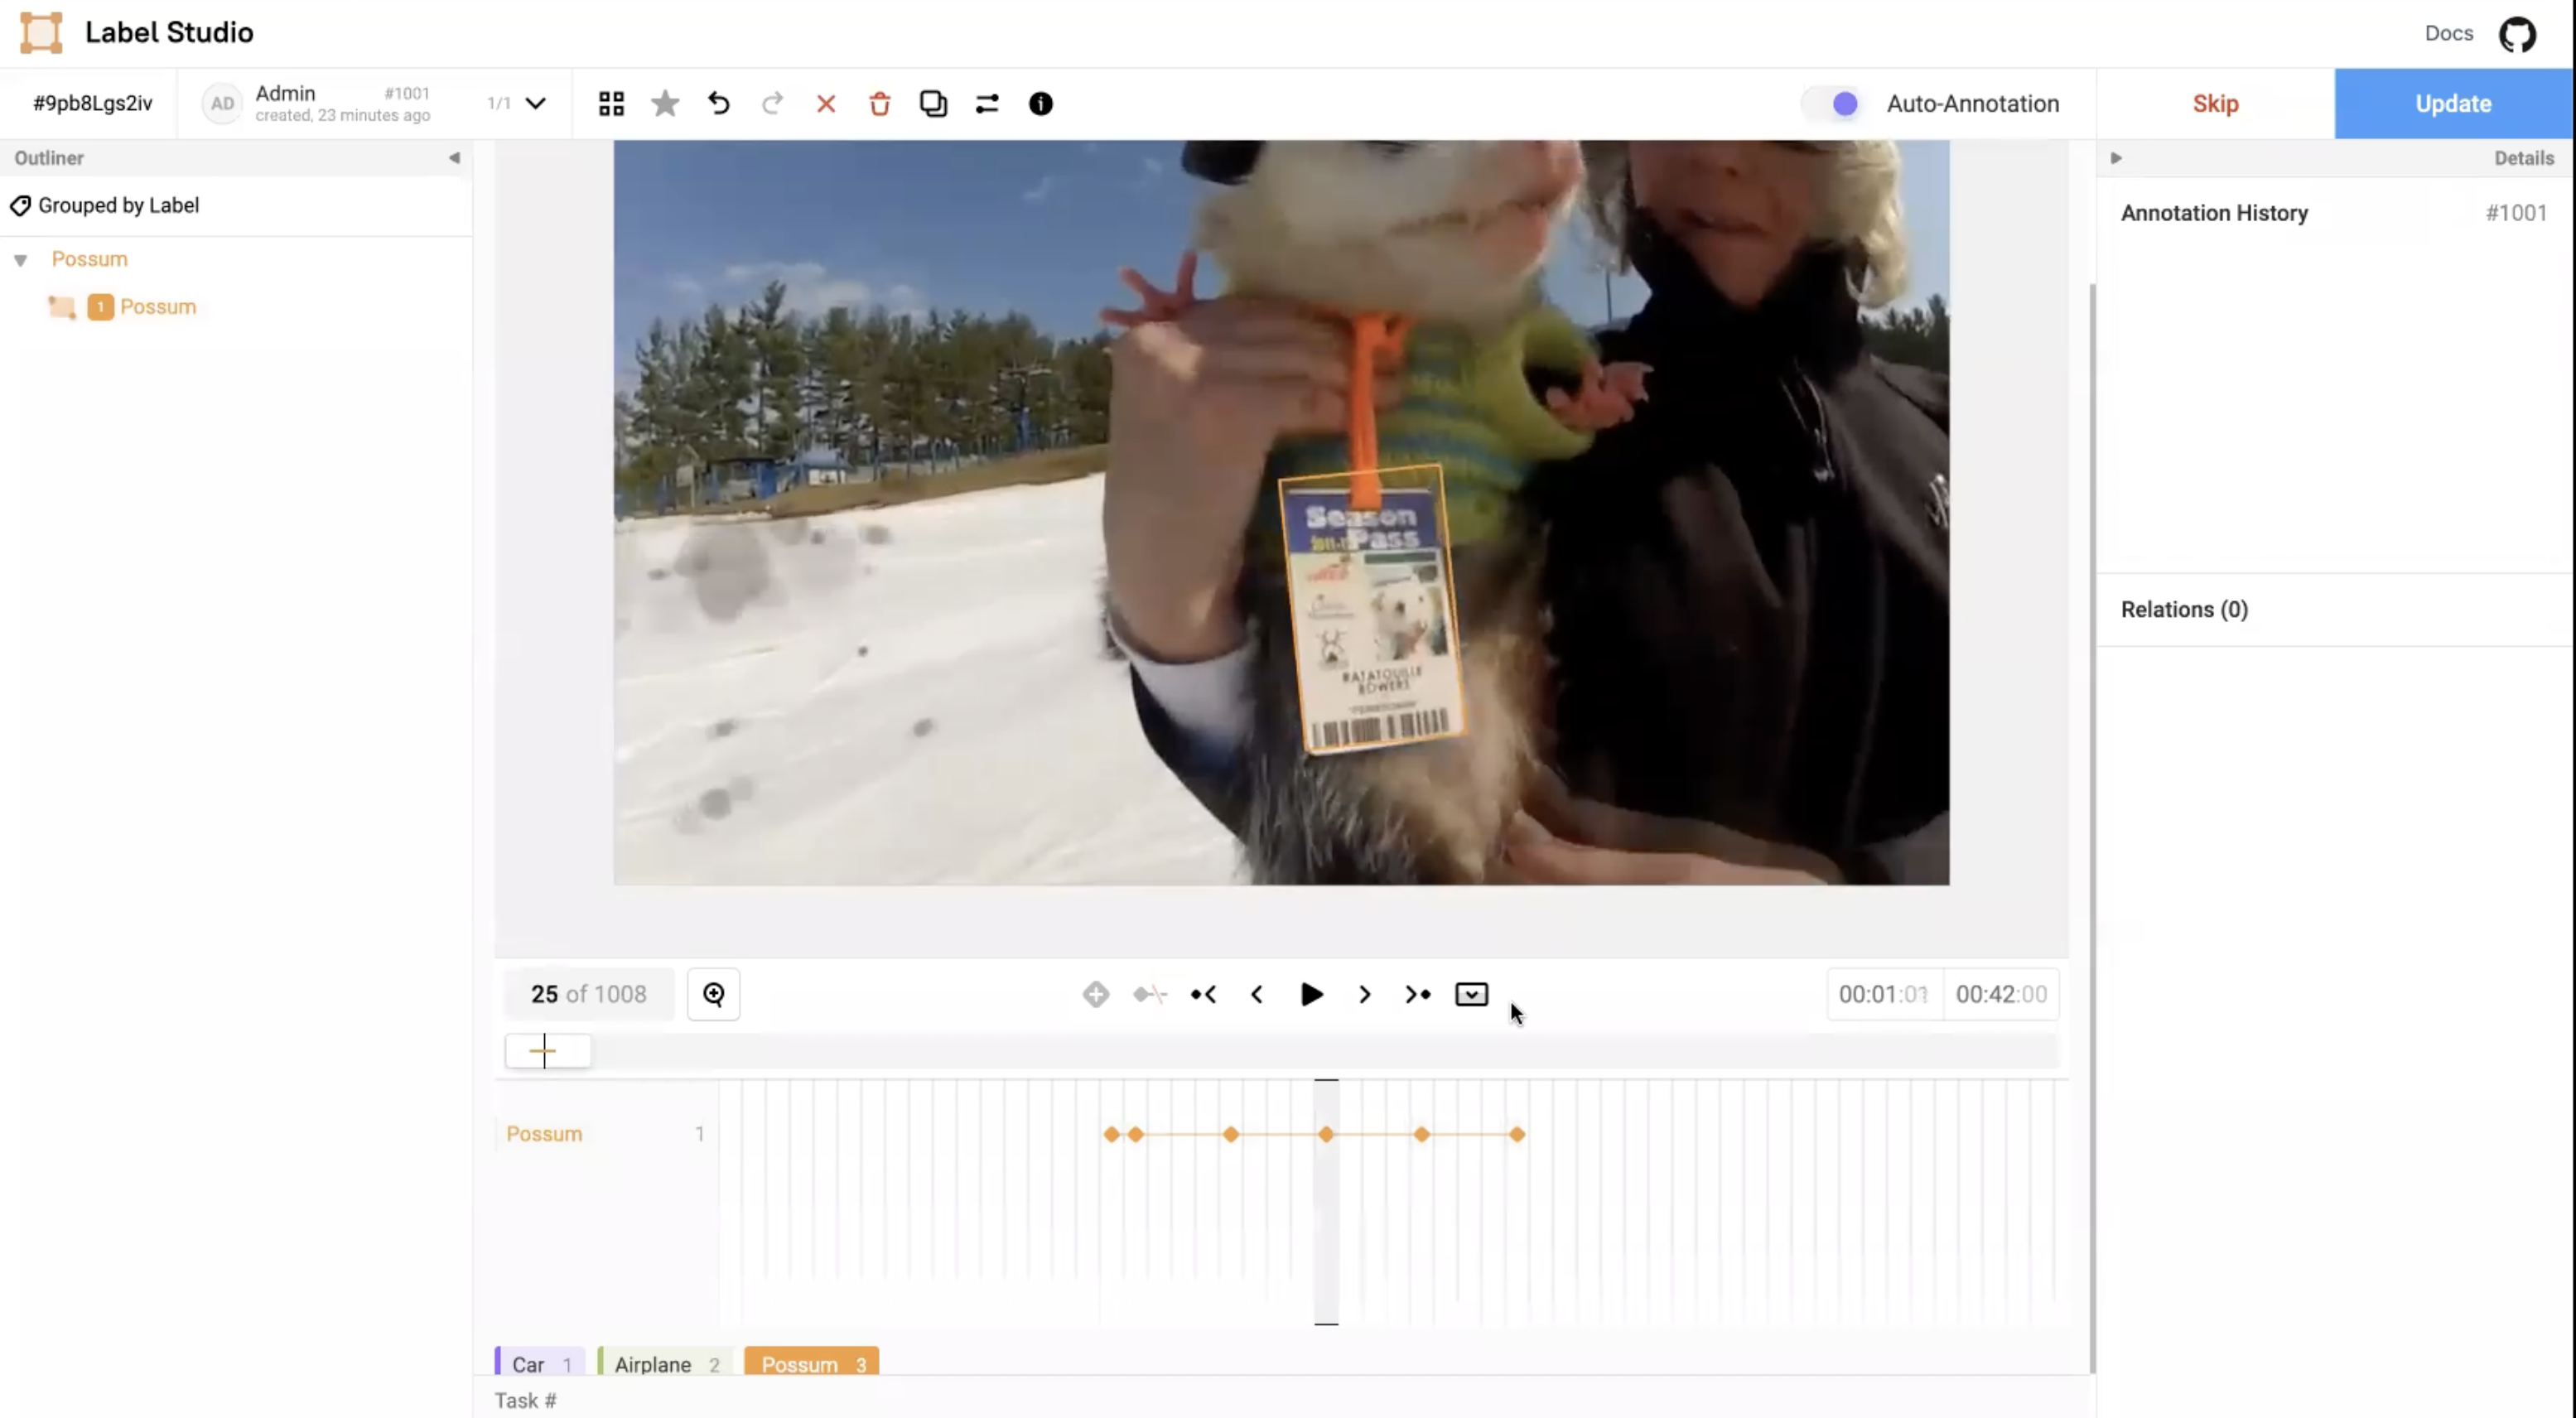 Label Studio
Docs
#9pb8Lgs2iv
AD
Admin
#1001
created, 23 minutes ago
1/1
Auto-Annotation
Skip
Update
Outliner
Details
Grouped by Label
Annotation History
#1001
Possum
1 Possum
Season
Pass
RATATOUILLE
BOWERS
Relations (0)
25 of 1008
00:01:01
00:42:00
Possum 1
Car 1
Airplane 2
Possum 3
Task #